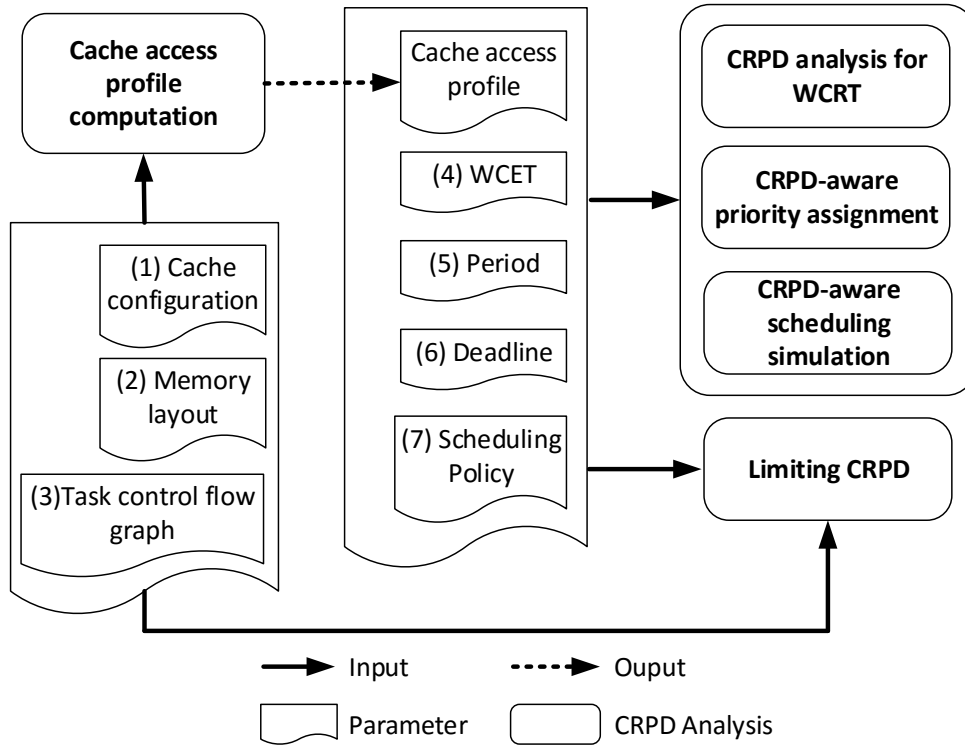 Cache access
profile
computation
(1) Cache
configuration
(2) Memory
layout
(3)Task control flow
graph
Cache access
profile
(4) WCET
(5) Period
(6) Deadline
(7) Scheduling
Policy
CRPD analysis for
WCRT
CRPD-aware
priority assignment
CRPD-aware
scheduling
simulation
Limiting CRPD
Input
Ouput
Parameter
CRPD Analysis